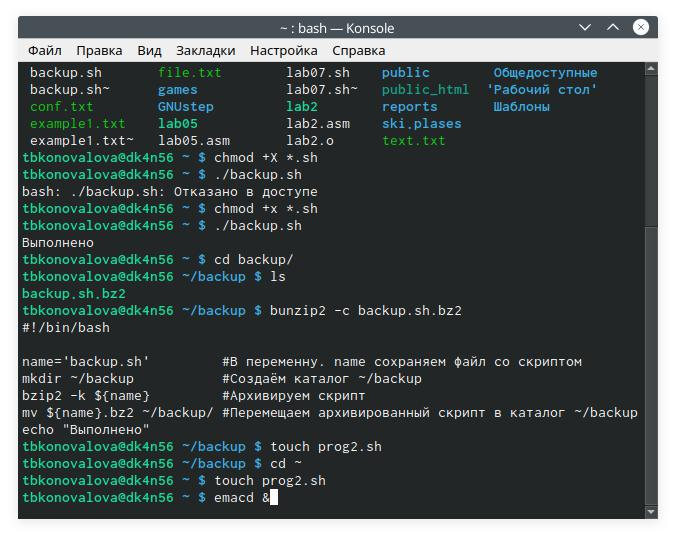 ~ : bash — Konsole
Файл Правка Вид Закладки Настройка Справка
backup.sh file.txt lab07.sh public Общедоступные
backup.sh~ games lab07.sh~ public_html 'Рабочий стол'
conf.txt GNUstep lab2 reports Шаблоны
example1.txt lab05 lab2.asm ski.plases
example1.txt~ lab05.asm lab2.o text.txt
tbkonovalova@dk4n56 ~ $ chmod +X *.sh
tbkonovalova@dk4n56 ~ $ ./backup.sh
bash: ./backup.sh: Отказано в доступе
tbkonovalova@dk4n56 ~ $ chmod +x *.sh
tbkonovalova@dk4n56 ~ $ ./backup.sh
Выполнено
tbkonovalova@dk4n56 ~ $ cd backup/
tbkonovalova@dk4n56 ~/backup $ ls
backup.sh.bz2
tbkonovalova@dk4n56 ~/backup $ bunzip2 -c backup.sh.bz2
#!/bin/bash
name='backup.sh' #В переменну. name сохраняем файл со скриптом
mkdir ~/backup #Создаём каталог ~/backup
bzip2 -k ${name} #Архивируем скрипт
mv ${name}.bz2 ~/backup/ #Перемещаем архивированный скрипт в каталог ~/backup
echo "Выполнено"
tbkonovalova@dk4n56 ~/backup $ touch prog2.sh
tbkonovalova@dk4n56 ~/backup $ cd ~
tbkonovalova@dk4n56 ~ $ touch prog2.sh
tbkonovalova@dk4n56 ~ $ emacd &